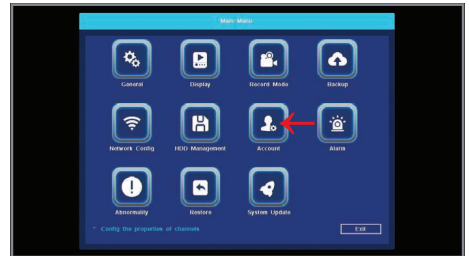 Main Menu
General Display Record Mode Backup
Network Config HDD Management Account Alarm
Abnormality Restore System Update
Config the properties of channels Exit